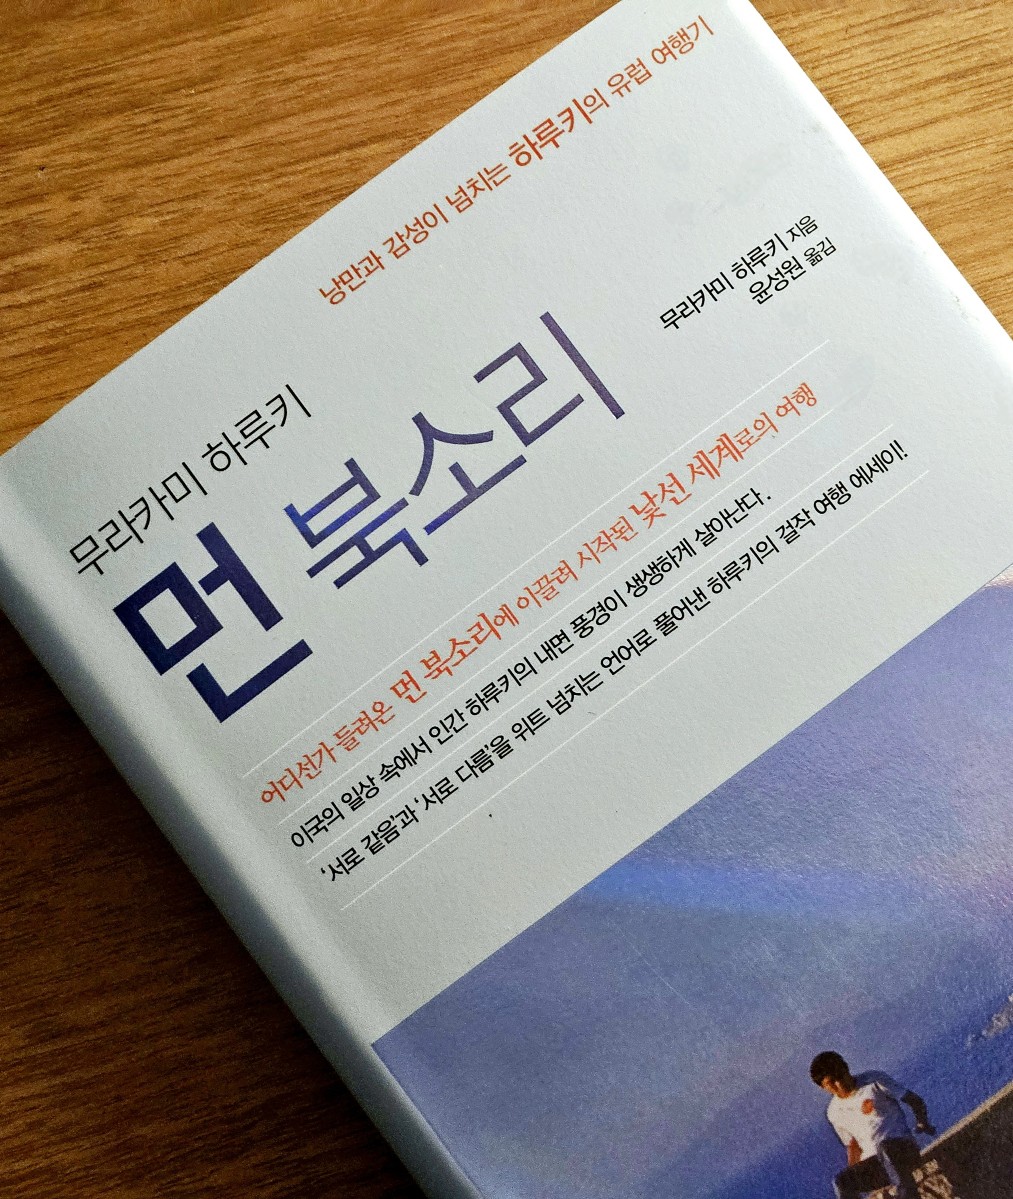 낭만과 감성이 넘치는 하루키의 유럽 여행기
무라카미 하루키 지음
윤성원 옮김
무라카미 하루키
먼 북소리
어디선가 들려온 먼 북소리에 이끌려 시작된 낯선 세계로의 여행
이국의 일상 속에서 인간 하루키의 내면 풍경이 생생하게 살아난다.
‘서로 같음’과 ‘서로 다름’을 위트 넘치는 언어로 풀어낸 하루키의 걸작 여행 에세이!